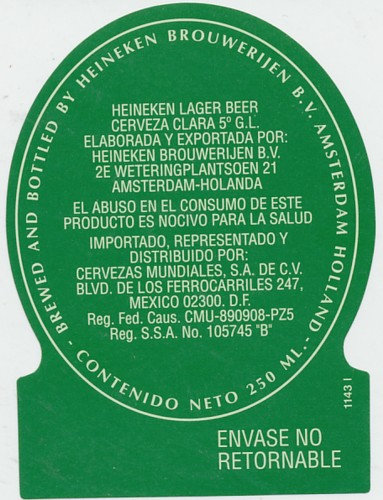 - BREWED AND BOTTLED BY HEINEKEN BROUWERIJEN B.V. AMSTERDAM HOLLAND -
HEINEKEN LAGER BEER
CERVEZA CLARA 5º G.L.
ELABORADA Y EXPORTADA POR:
HEINEKEN BROUWERIJEN B.V.
2E WETERINGPLANTSOEN 21
AMSTERDAM-HOLANDA
EL ABUSO EN EL CONSUMO DE ESTE
PRODUCTO ES NOCIVO PARA LA SALUD
IMPORTADO, REPRESENTADO Y
DISTRIBUIDO POR:
CERVEZAS MUNDIALES, S.A. DE C.V.
BLVD. DE LOS FERROCARRILES 247,
MEXICO 02300. D.F.
Reg. Fed. Caus. CMU-890908-PZ5
Reg. S.S.A. No. 105745 "B"
CONTENIDO NETO 250 ML.
1143 I
ENVASE NO
RETORNABLE